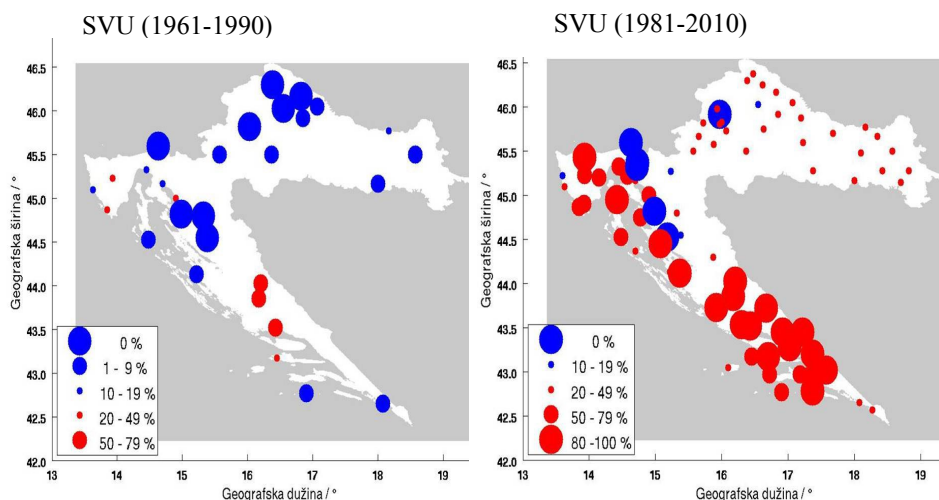 SVU (1961-1990)
46.5
46.0
45.5
45.0
44.5
44.0
43.5
43.0
42.5
42.0
Geografska širina / °
0 %
1 - 9 %
10 - 19 %
20 - 49 %
50 - 79 %
13 14 15 16 17 18 19
Geografska dužina / °
SVU (1981-2010)
46.5
46.0
45.5
45.0
44.5
44.0
43.5
43.0
42.5
42.0
Geografska širina / °
0 %
10 - 19 %
20 - 49 %
50 - 79 %
80 -100 %
13 14 15 16 17 18 19
Geografska dužina / °